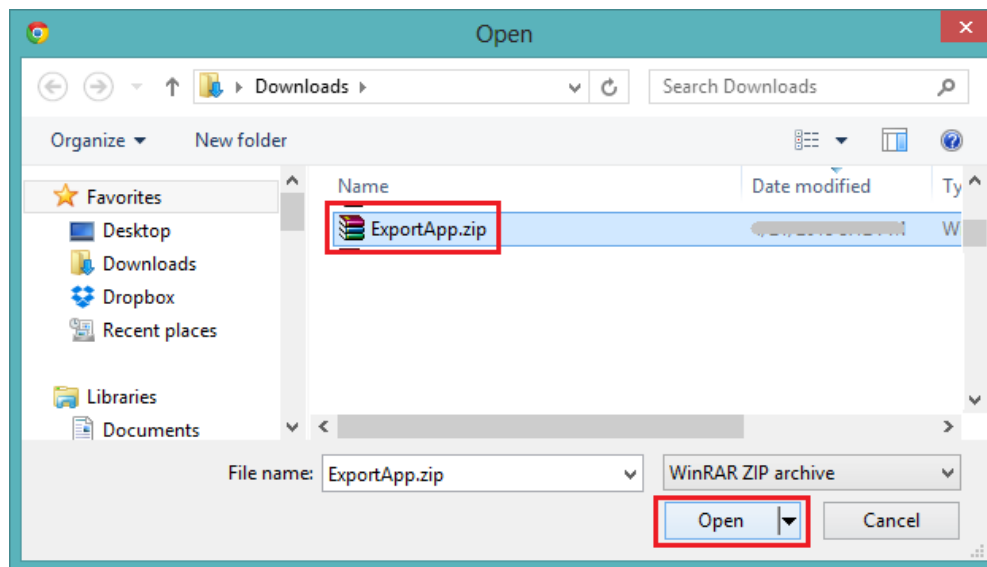 Open
Downloads
Search Downloads
Organize
New folder
Favorites
Desktop
Downloads
Dropbox
Recent places
Libraries
Documents
Name
Date modified
Ty
ExportApp.zip
W
File name:
ExportApp.zip
WinRAR ZIP archive
Open
Cancel